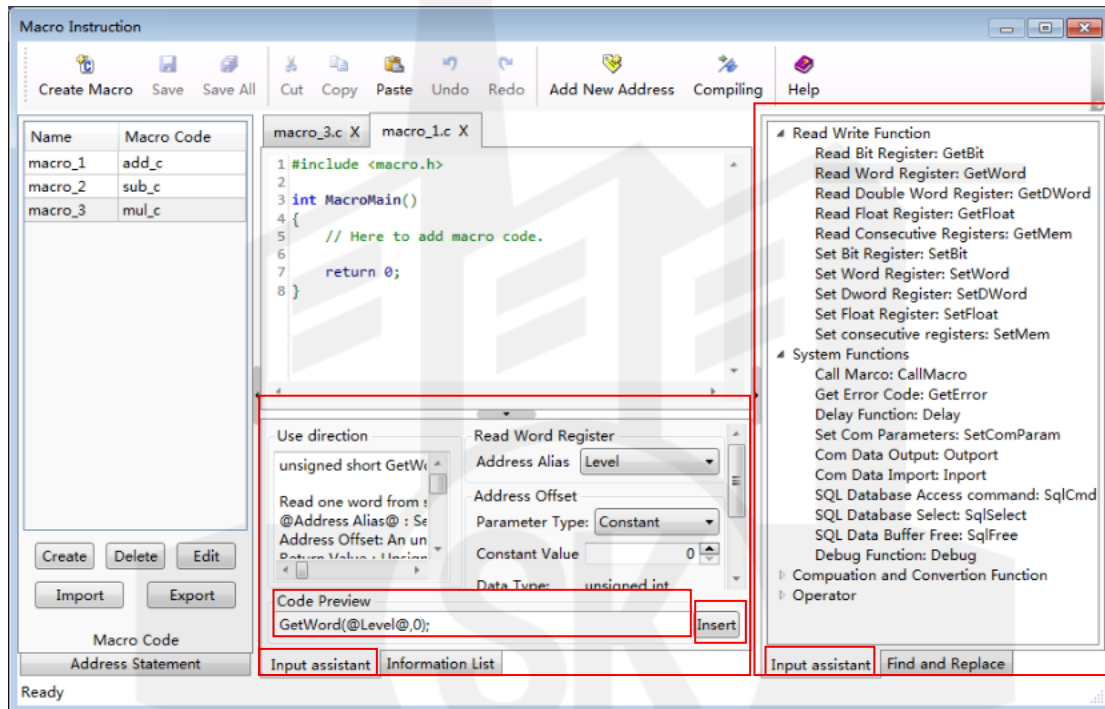 Macro Instruction
Create Macro Save Save All Cut Copy Paste Undo Redo Add New Address Compiling Help
Name Macro Code
macro_1 add_c
macro_2 sub_c
macro_3 mul_c
Create Delete Edit
Import Export
Macro Code
Address Statement
macro_3.c X macro_1.c X
1 #include <macro.h>
2
3 int MacroMain()
4 {
5 // Here to add macro code.
6
7 return 0;
8 }
Use direction
unsigned short GetW
Read one word from s
@Address Alias@ : Se
Address Offset: An un
Return Value : Unsign
Read Word Register
Address Alias Level
Address Offset
Parameter Type: Constant
Constant Value 0
Data Type: unsigned int
Code Preview
GetWord(@Level@,0);
Insert
Input assistant Information List
Read Write Function
Read Bit Register: GetBit
Read Word Register: GetWord
Read Double Word Register: GetDWord
Read Float Register: GetFloat
Read Consecutive Registers: GetMem
Set Bit Register: SetBit
Set Word Register: SetWord
Set Dword Register: SetDWord
Set Float Register: SetFloat
Set consecutive registers: SetMem
System Functions
Call Marco: CallMacro
Get Error Code: GetError
Delay Function: Delay
Set Com Parameters: SetComParam
Com Data Output: Outport
Com Data Import: Inport
SQL Database Access command: SqlCmd
SQL Database Select: SqlSelect
SQL Data Buffer Free: SqlFree
Debug Function: Debug
Compuation and Convertion Function
Operator
Input assistant Find and Replace
Ready
SK